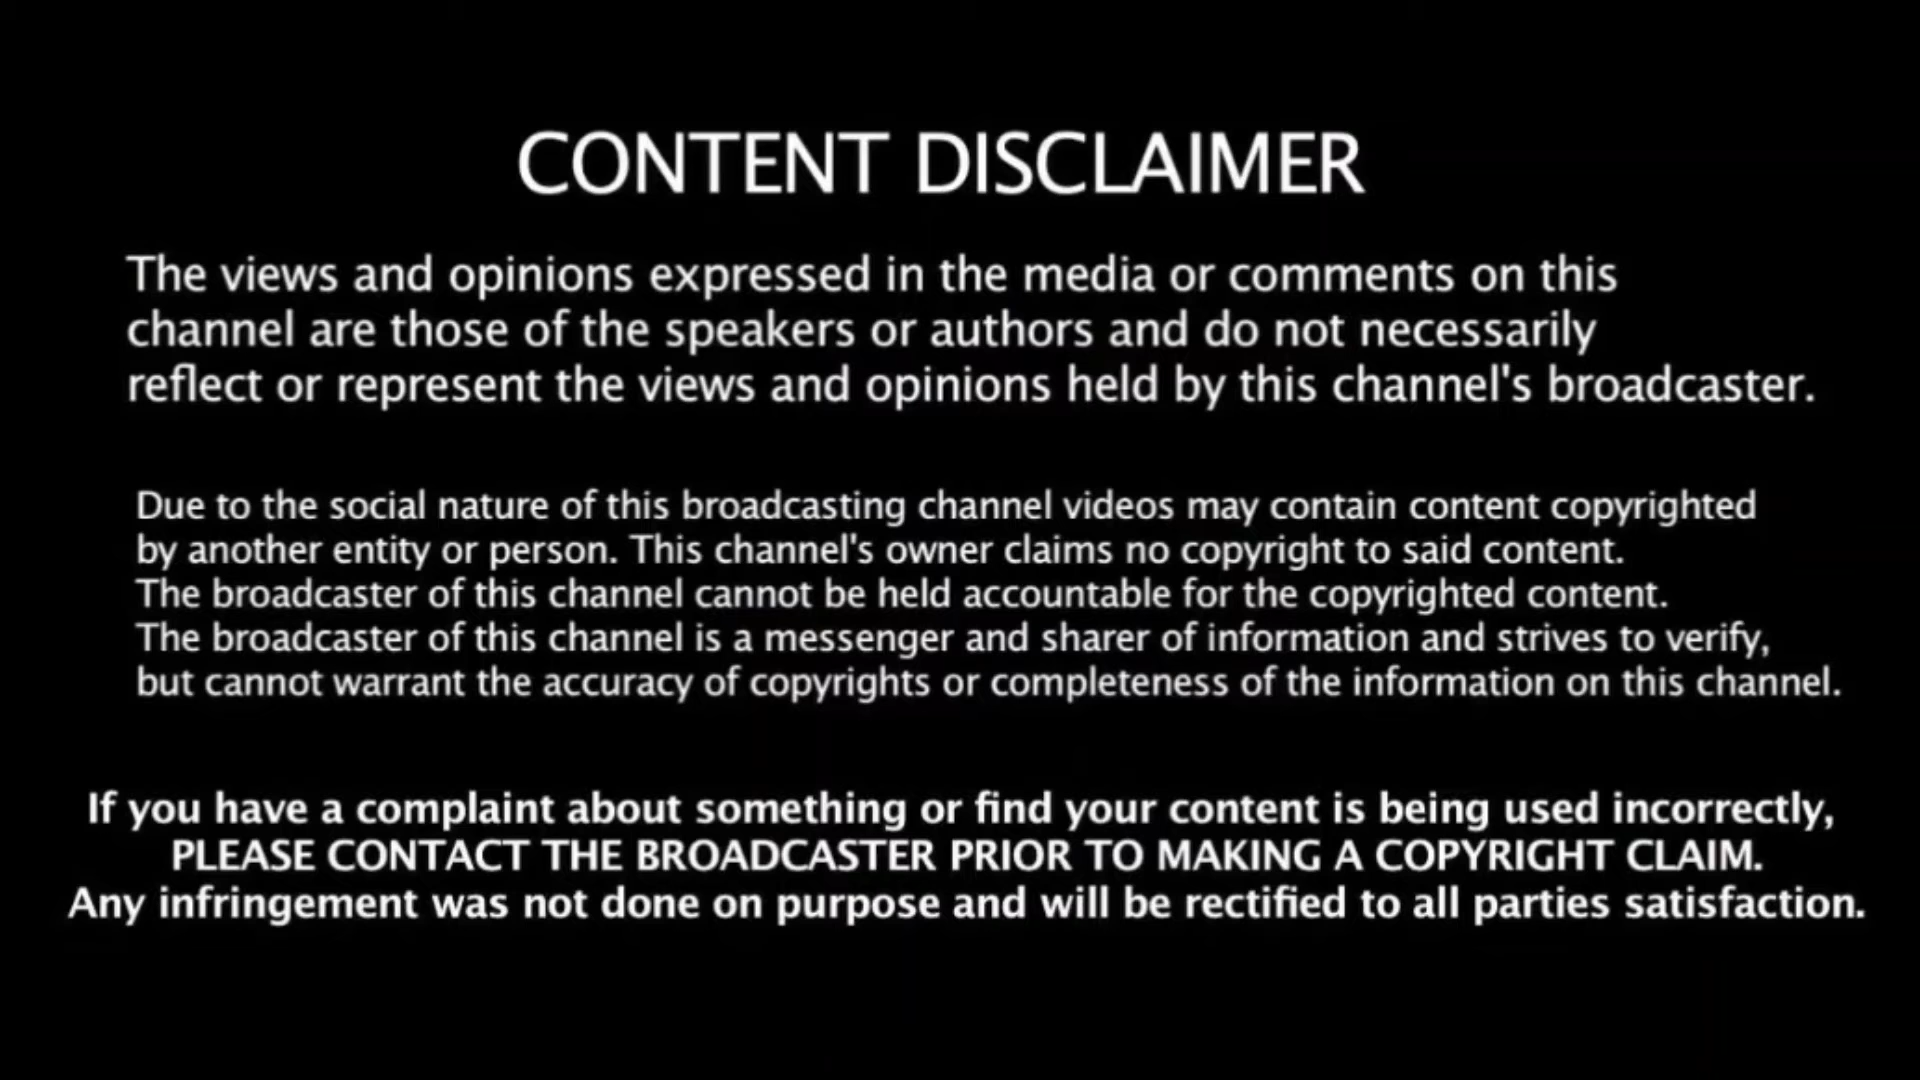 CONTENT DISCLAIMER
The views and opinions expressed in the media or comments on this
channel are those of the speakers or authors and do not necessarily
reflect or represent the views and opinions held by this channel's broadcaster.
Due to the social nature of this broadcasting channel videos may contain content copyrighted
by another entity or person. This channel's owner claims no copyright to said content.
The broadcaster of this channel cannot be held accountable for the copyrighted content.
The broadcaster of this channel is a messenger and sharer of information and strives to verify,
but cannot warrant the accuracy of copyrights or completeness of the information on this channel.
If you have a complaint about something or find your content is being used incorrectly,
PLEASE CONTACT THE BROADCASTER PRIOR TO MAKING A COPYRIGHT CLAIM.
Any infringement was not done on purpose and will be rectified to all parties satisfaction.